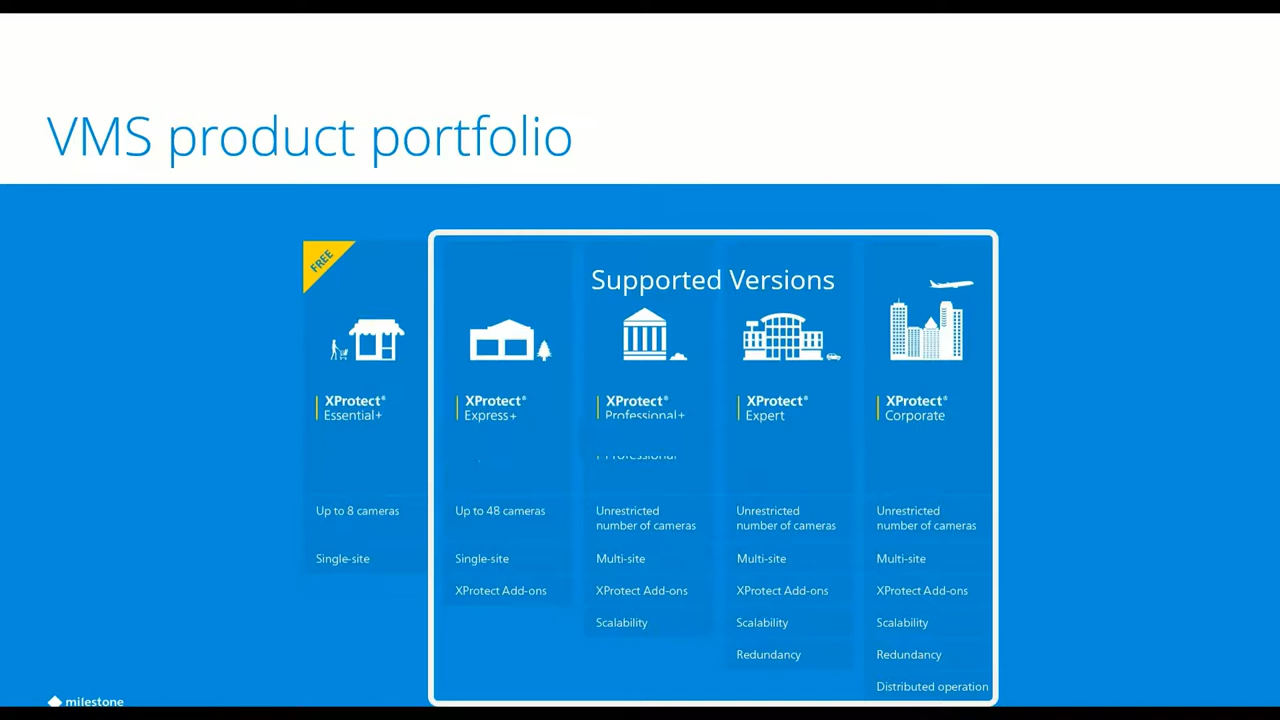 VMS product portfolio
FREE
Supported Versions
XProtect®
Essential+
Up to 8 cameras
Single-site
XProtect®
Express+
Up to 48 cameras
Single-site
XProtect Add-ons
XProtect®
Professional+
Professional
Unrestricted
number of cameras
Multi-site
XProtect Add-ons
Scalability
XProtect®
Expert
Unrestricted
number of cameras
Multi-site
XProtect Add-ons
Scalability
Redundancy
XProtect®
Corporate
Unrestricted
number of cameras
Multi-site
XProtect Add-ons
Scalability
Redundancy
Distributed operation
milestone